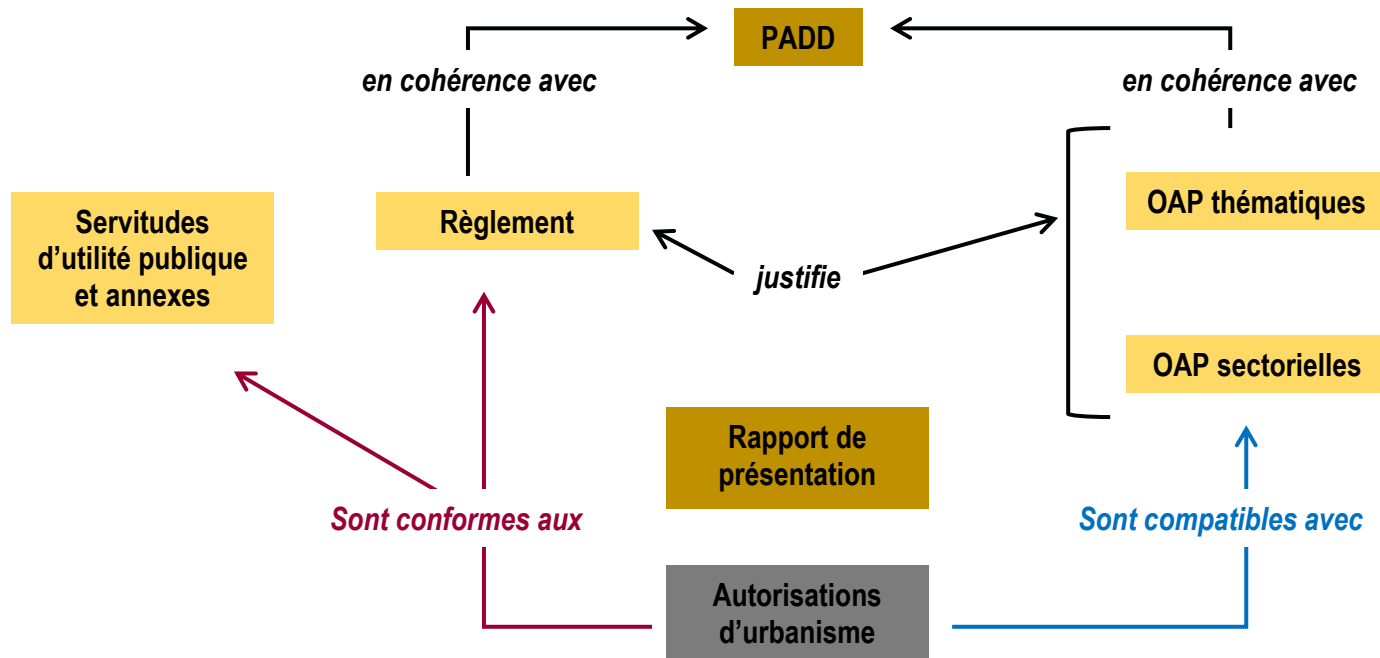 PADD
en cohérence avec
en cohérence avec
Servitudes
d’utilité publique
et annexes
Règlement
OAP thématiques
justifie
OAP sectorielles
Rapport de
présentation
Sont conformes aux
Sont compatibles avec
Autorisations
d’urbanisme